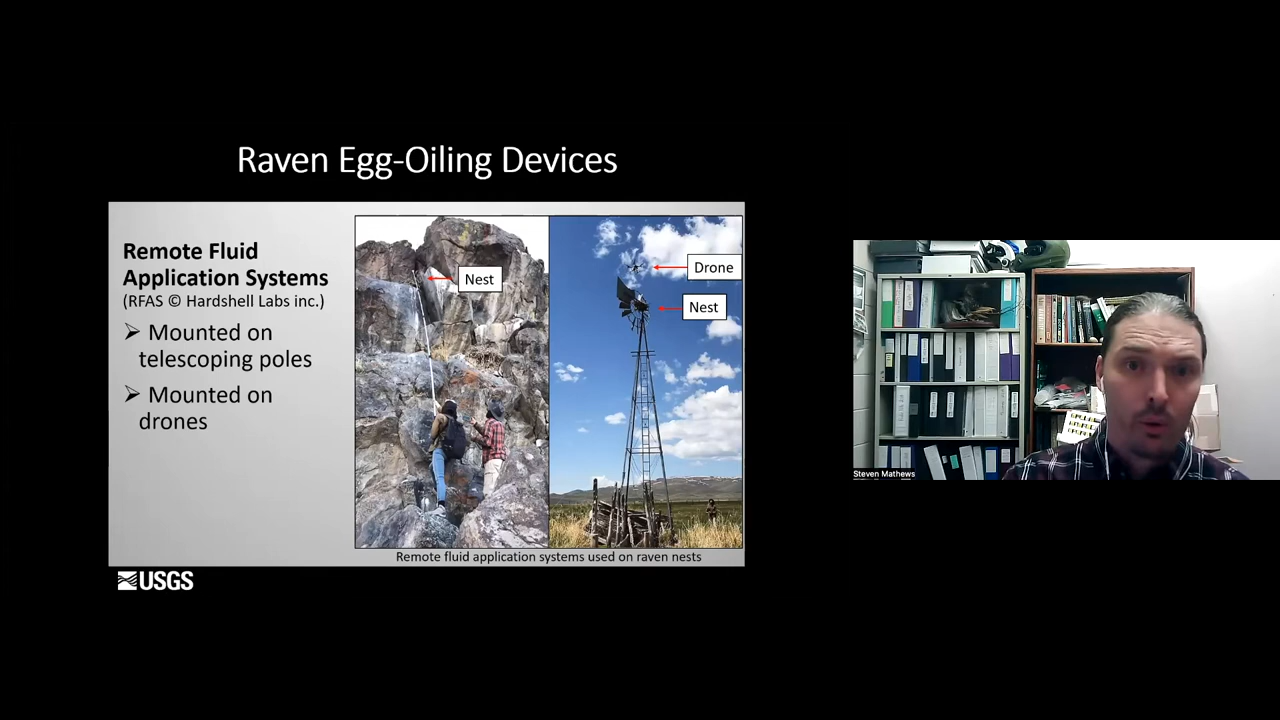 Raven Egg-Oiling Devices
Remote Fluid
Application Systems
(RFAS © Hardshell Labs inc.)
➢ Mounted on
telescoping poles
➢ Mounted on
drones
Nest
Drone
Nest
Remote fluid application systems used on raven nests
USGS
Steven Mathews